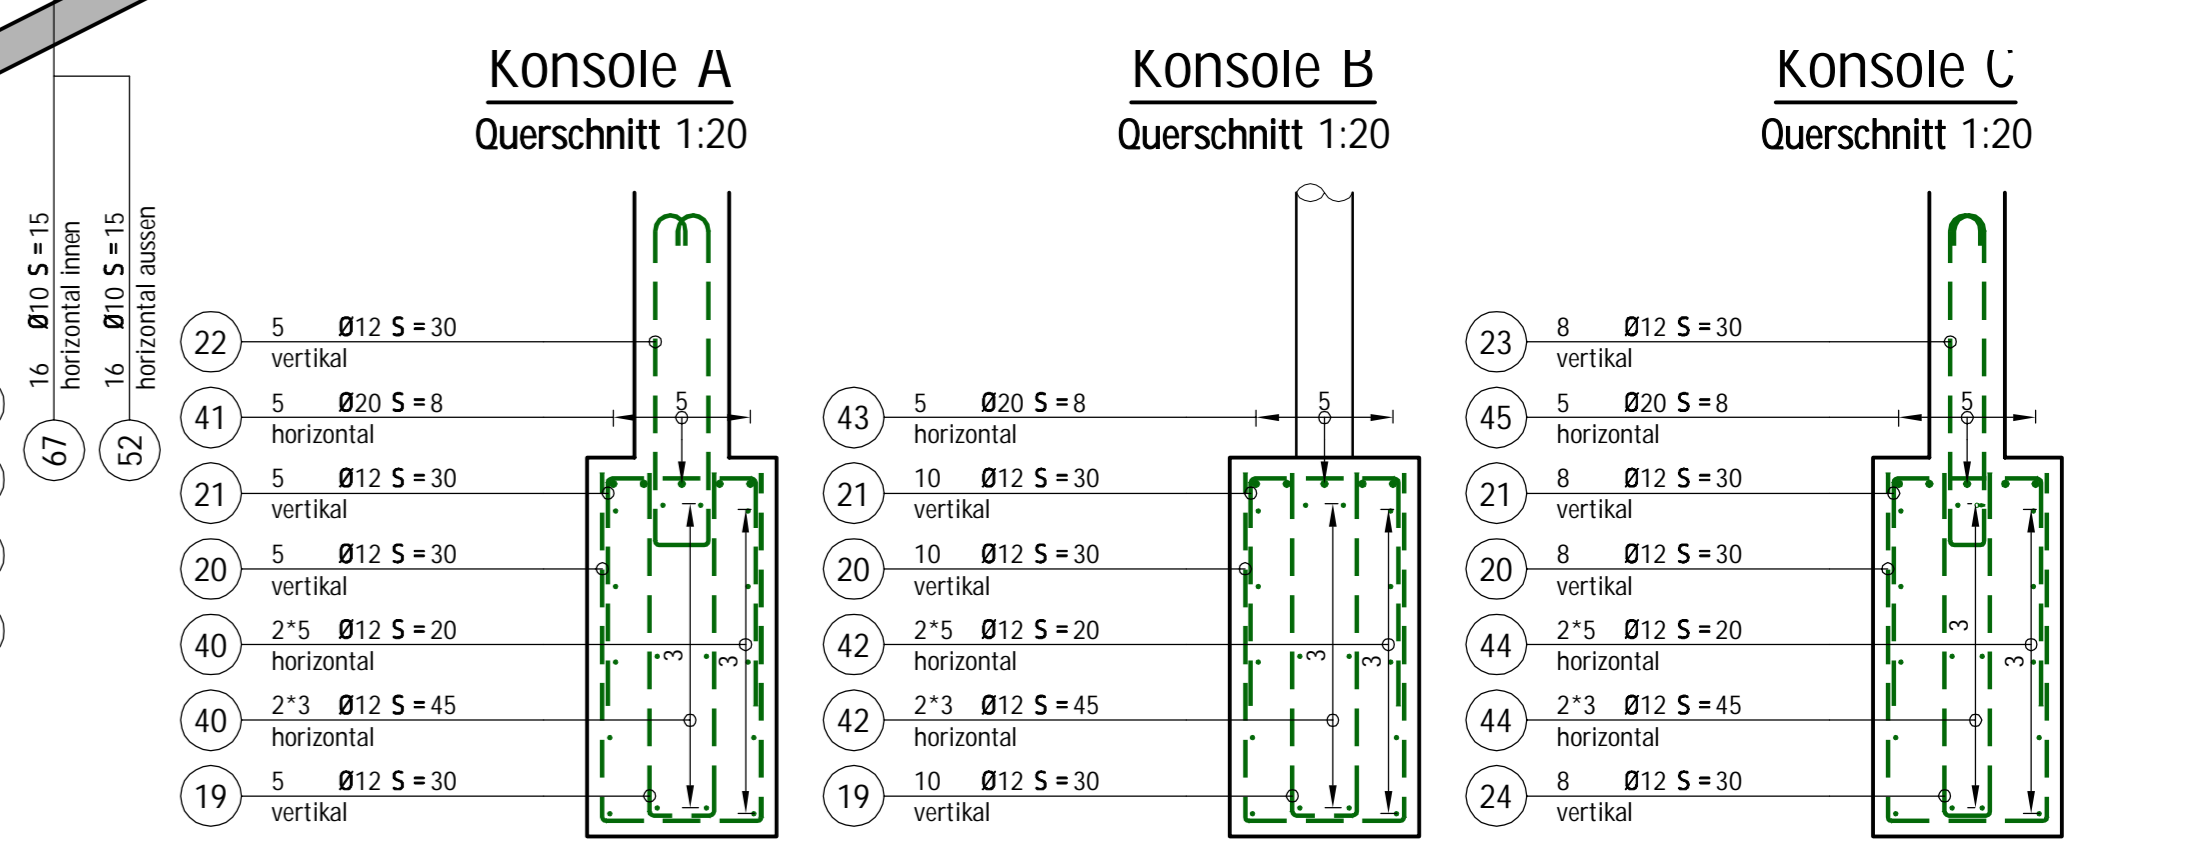 Konsole A
Querschnitt 1:20
Konsole B
Querschnitt 1:20
Konsole C
Querschnitt 1:20
16 Ø10 S=15
horizontal innen
67
16 Ø10 S=15
horizontal aussen
52
22 5 Ø12 S=30
vertikal
41 5 Ø20 S=8
horizontal
21 5 Ø12 S=30
vertikal
20 5 Ø12 S=30
vertikal
40 2*5 Ø12 S=20
horizontal
40 2*3 Ø12 S=45
horizontal
19 5 Ø12 S=30
vertikal
5
3
3
43 5 Ø20 S=8
horizontal
21 10 Ø12 S=30
vertikal
20 10 Ø12 S=30
vertikal
42 2*5 Ø12 S=20
horizontal
42 2*3 Ø12 S=45
horizontal
19 10 Ø12 S=30
vertikal
5
3
3
23 8 Ø12 S=30
vertikal
45 5 Ø20 S=8
horizontal
21 8 Ø12 S=30
vertikal
20 8 Ø12 S=30
vertikal
44 2*5 Ø12 S=20
horizontal
44 2*3 Ø12 S=45
horizontal
24 8 Ø12 S=30
vertikal
5
3
3